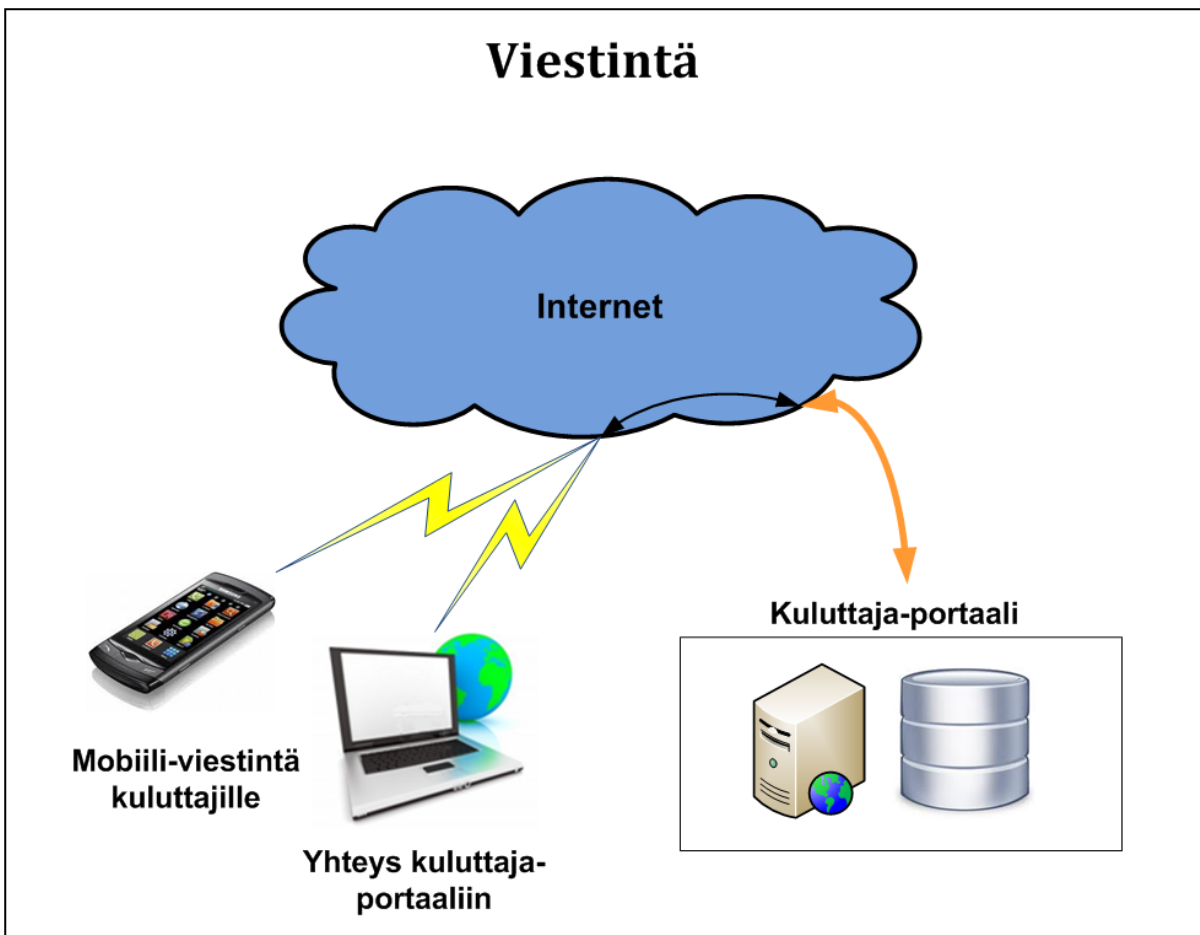 Viestintä
Internet
Kuluttaja-portaali
Mobiili-viestintä
kuluttajille
Yhteys kuluttaja-
portaaliin